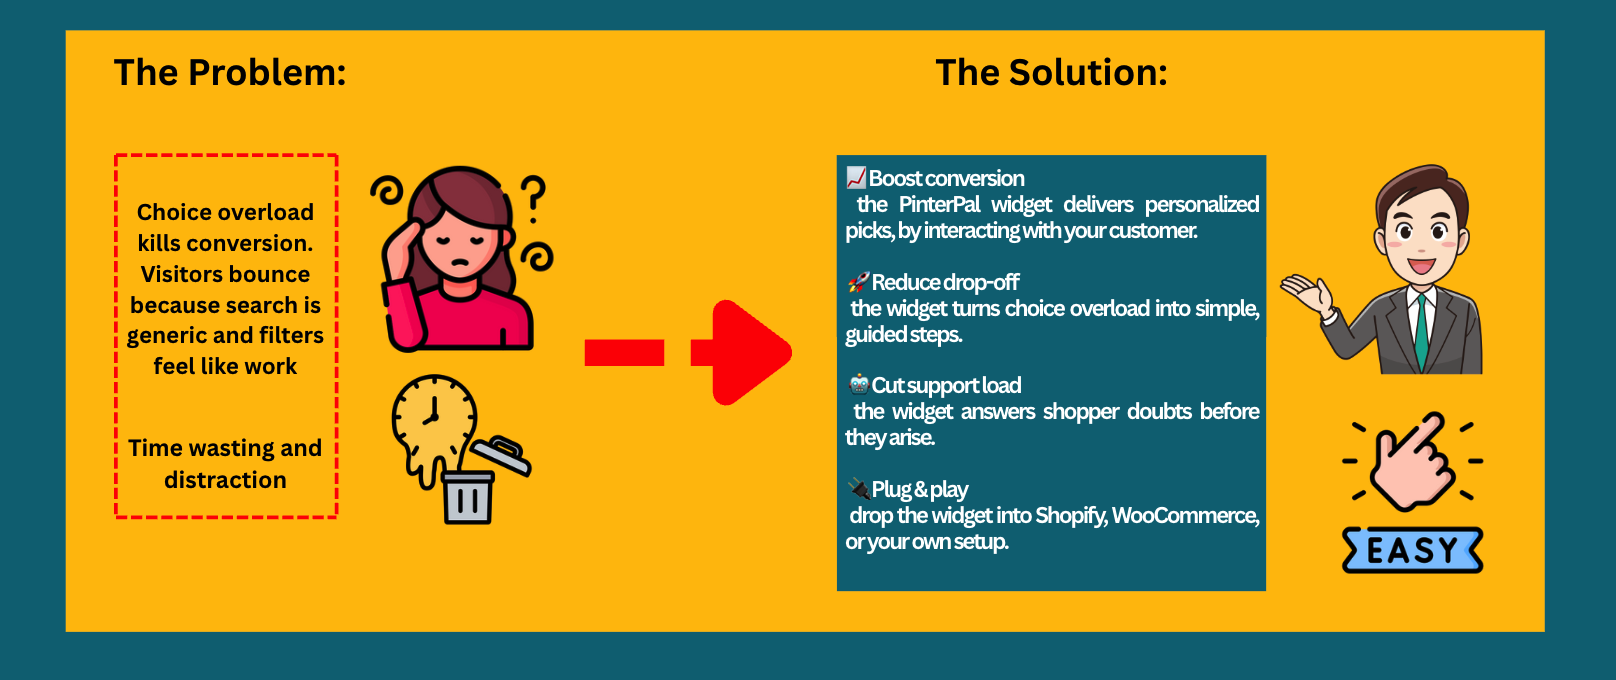 The Problem:
Choice overload
kills conversion.
Visitors bounce
because search is
generic and filters
feel like work
Time wasting and
distraction
The Solution:
📈Boost conversion
the PinterPal widget delivers personalized
picks, by interacting with your customer.
🚀Reduce drop-off
the widget turns choice overload into simple,
guided steps.
🤖Cut support load
the widget answers shopper doubts before
they arise.
🔌Plug & play
drop the widget into Shopify, WooCommerce,
or your own setup.
EASY